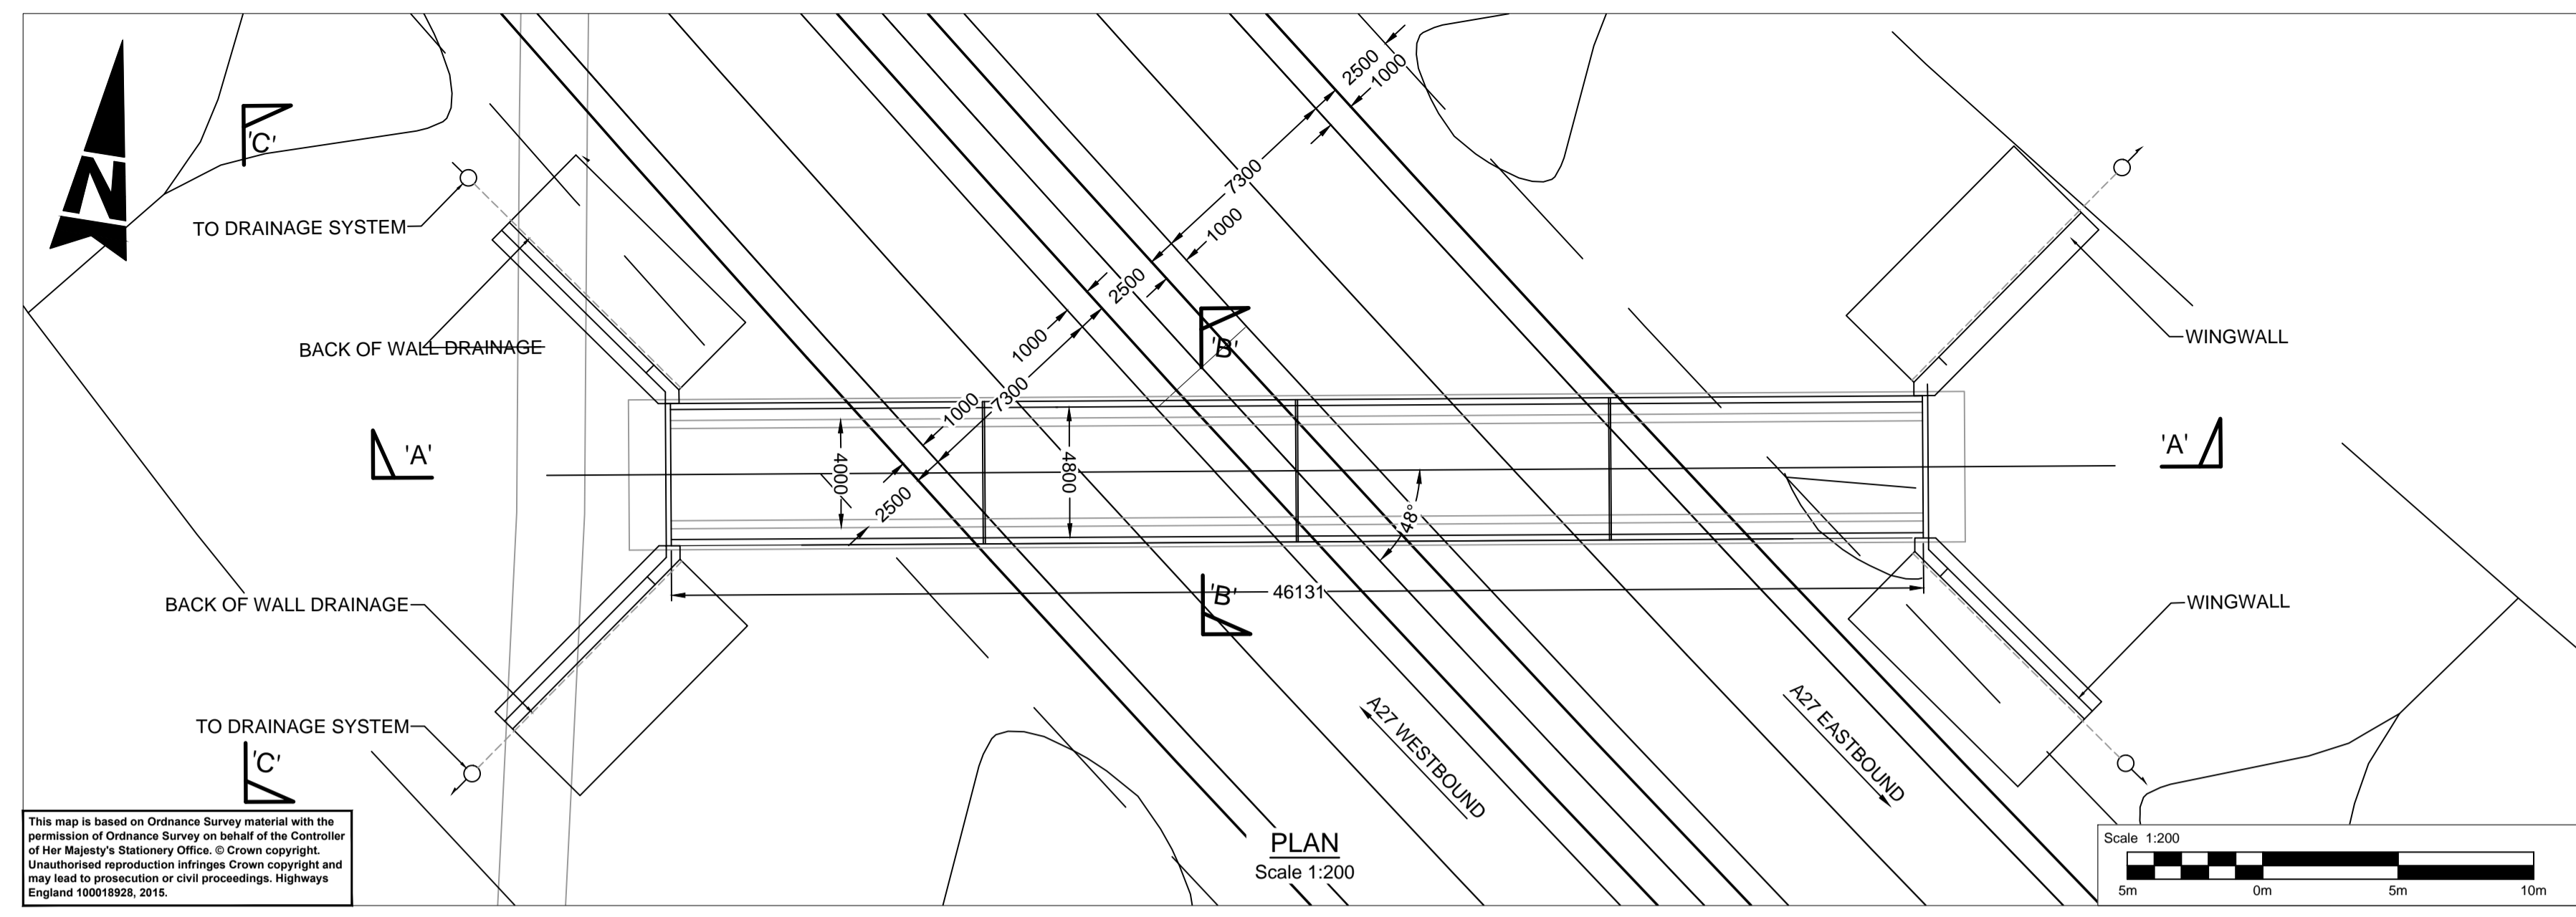 2500
1000
'C'
N
7300
TO DRAINAGE SYSTEM
1000
2500
BACK OF WALL DRAINAGE
1000
'B'
WINGWALL
7300
1000
'A'
4000
4800
2500
48°
'A'
'B'
46131
BACK OF WALL DRAINAGE
WINGWALL
TO DRAINAGE SYSTEM
'C'
A27 WESTBOUND
A27 EASTBOUND
This map is based on Ordnance Survey material with the
permission of Ordnance Survey on behalf of the Controller
of Her Majesty's Stationery Office. © Crown copyright.
Unauthorised reproduction infringes Crown copyright and
may lead to prosecution or civil proceedings. Highways
England 100018928, 2015.
PLAN
Scale 1:200
Scale 1:200
5m 0m 5m 10m